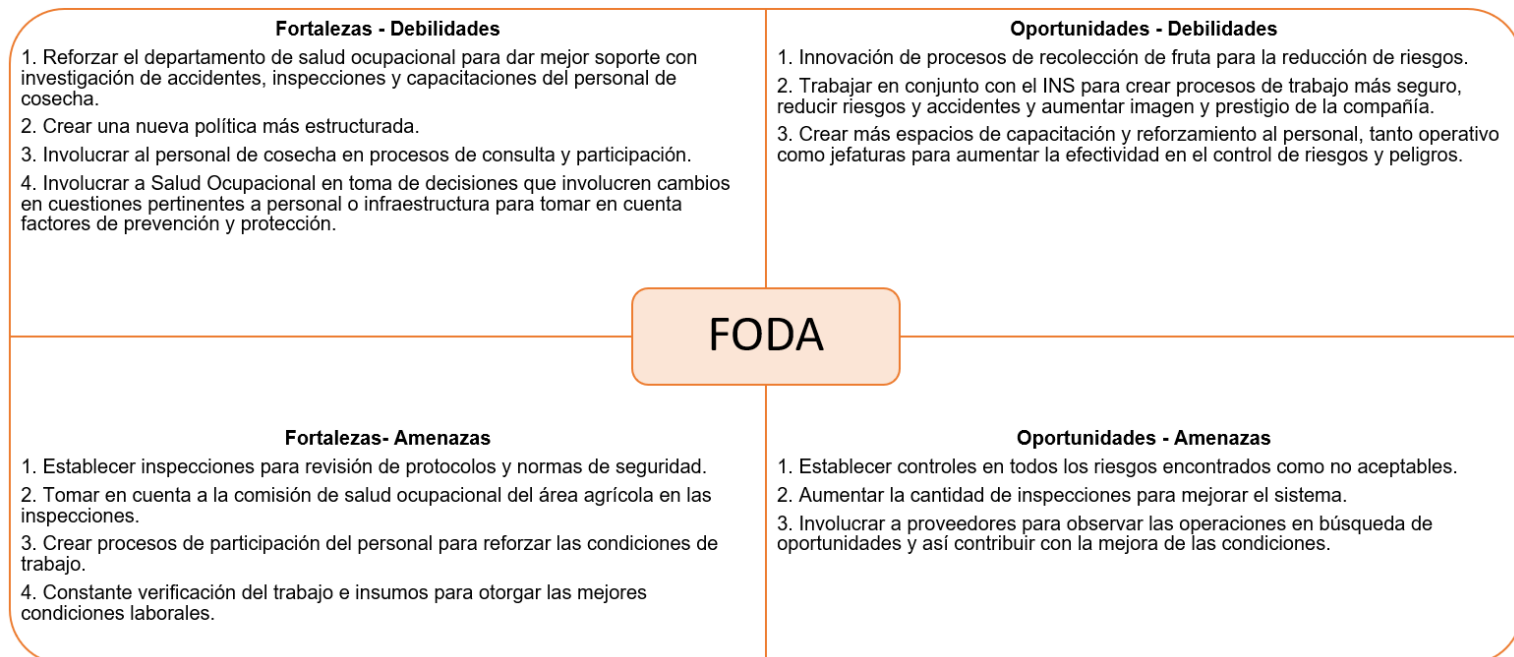 Fortalezas - Debilidades
1. Reforzar el departamento de salud ocupacional para dar mejor soporte con
investigación de accidentes, inspecciones y capacitaciones del personal de
cosecha.
2. Crear una nueva política más estructurada.
3. Involucrar al personal de cosecha en procesos de consulta y participación.
4. Involucrar a Salud Ocupacional en toma de decisiones que involucren cambios
en cuestiones pertinentes a personal o infraestructura para tomar en cuenta
factores de prevención y protección.
Oportunidades - Debilidades
1. Innovación de procesos de recolección de fruta para la reducción de riesgos.
2. Trabajar en conjunto con el INS para crear procesos de trabajo más seguro,
reducir riesgos y accidentes y aumentar imagen y prestigio de la compañía.
3. Crear más espacios de capacitación y reforzamiento al personal, tanto operativo
como jefaturas para aumentar la efectividad en el control de riesgos y peligros.
FODA
Fortalezas- Amenazas
1. Establecer inspecciones para revisión de protocolos y normas de seguridad.
2. Tomar en cuenta a la comisión de salud ocupacional del área agrícola en las
inspecciones.
3. Crear procesos de participación del personal para reforzar las condiciones de
trabajo.
4. Constante verificación del trabajo e insumos para otorgar las mejores
condiciones laborales.
Oportunidades - Amenazas
1. Establecer controles en todos los riesgos encontrados como no aceptables.
2. Aumentar la cantidad de inspecciones para mejorar el sistema.
3. Involucrar a proveedores para observar las operaciones en búsqueda de
oportunidades y así contribuir con la mejora de las condiciones.